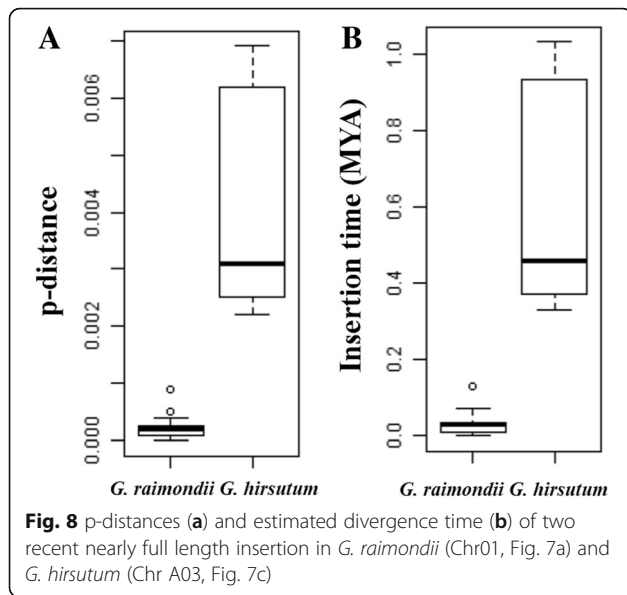 A
B
p-distance
0.000
0.002
0.004
0.006
G. raimondii G. hirsutum
Insertion time (MYA)
0.0
0.2
0.4
0.6
0.8
1.0
G. raimondii G. hirsutum
Fig. 8 p-distances (a) and estimated divergence time (b) of two
recent nearly full length insertion in G. raimondii (Chr01, Fig. 7a) and
G. hirsutum (Chr A03, Fig. 7c)